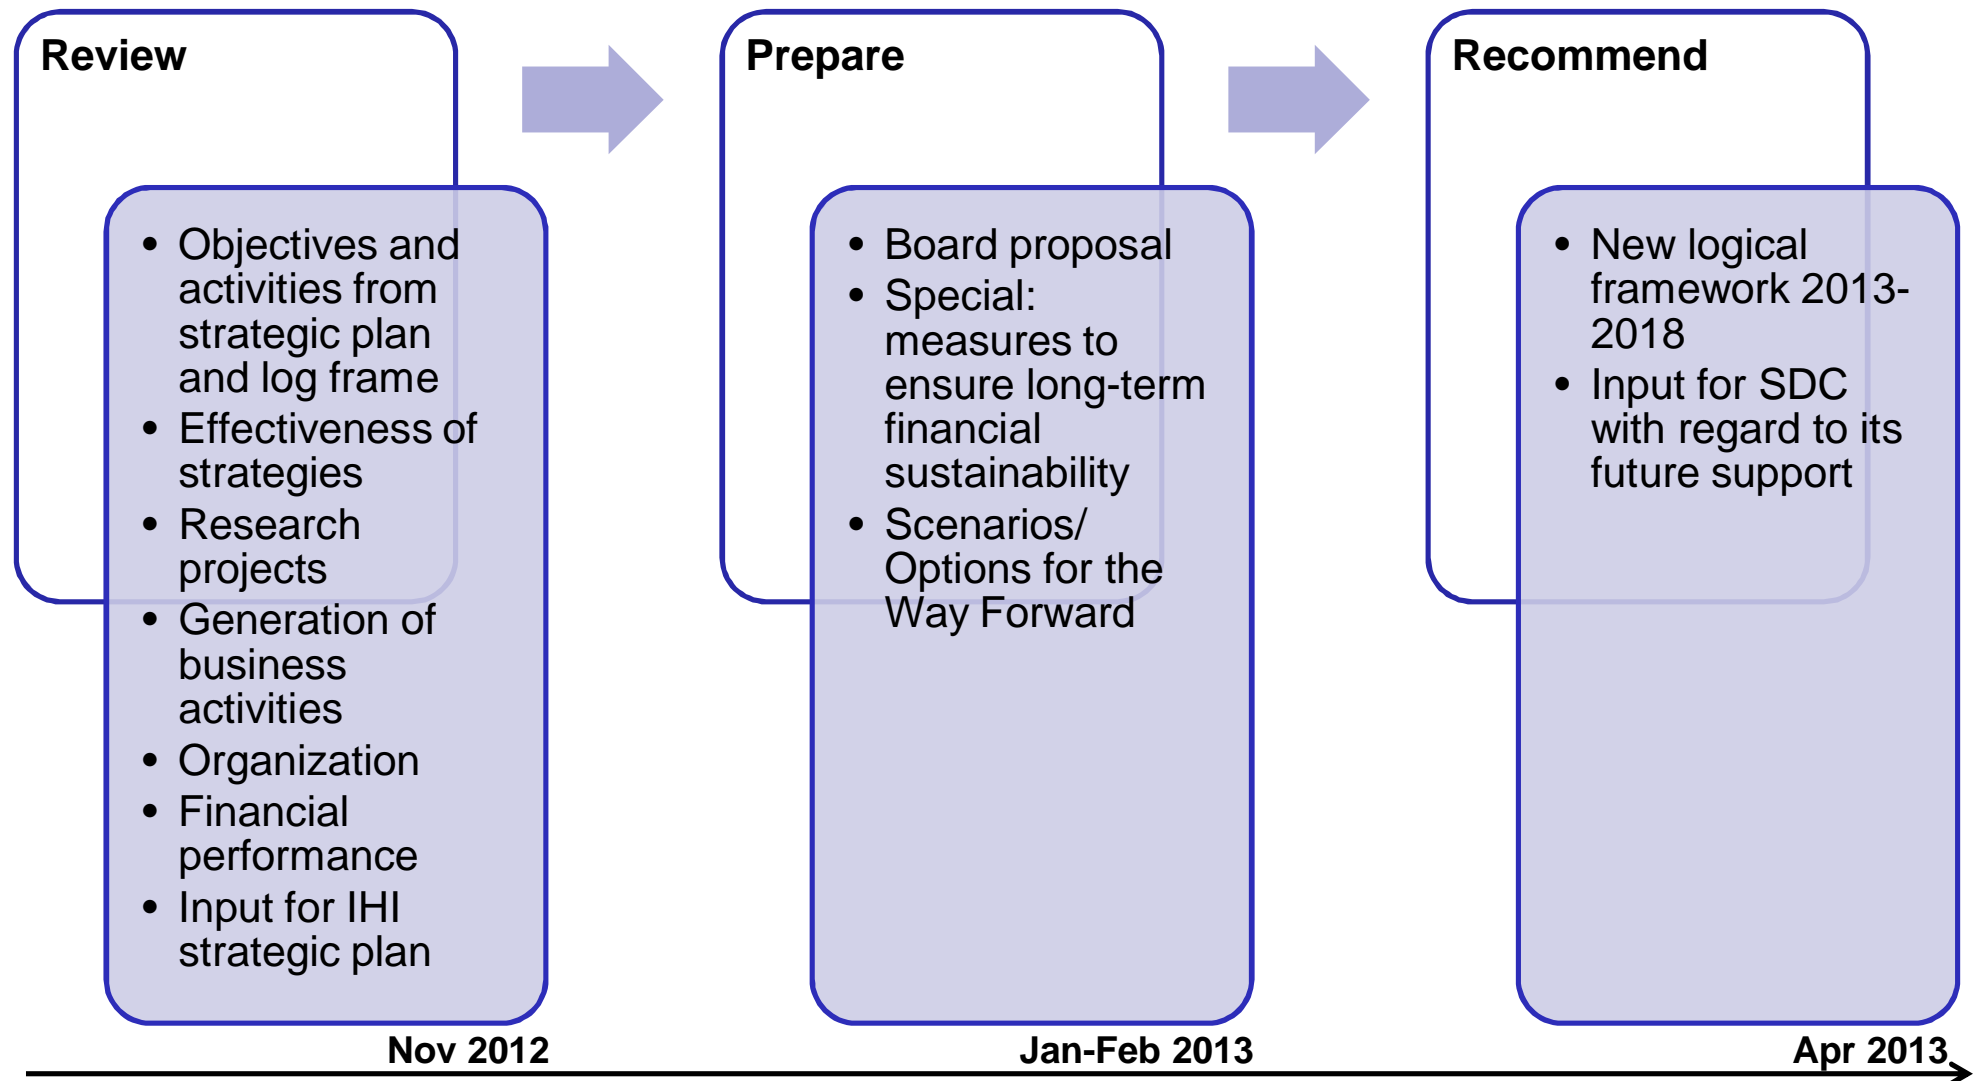 Review
• Objectives and
activities from
strategic plan
and log frame
• Effectiveness of
strategies
• Research
projects
• Generation of
business
activities
• Organization
• Financial
performance
• Input for IHI
strategic plan
Nov 2012
Prepare
• Board proposal
• Special:
measures to
ensure long-term
financial
sustainability
• Scenarios/
Options for the
Way Forward
Jan-Feb 2013
Recommend
• New logical
framework 2013-
2018
• Input for SDC
with regard to its
future support
Apr 2013